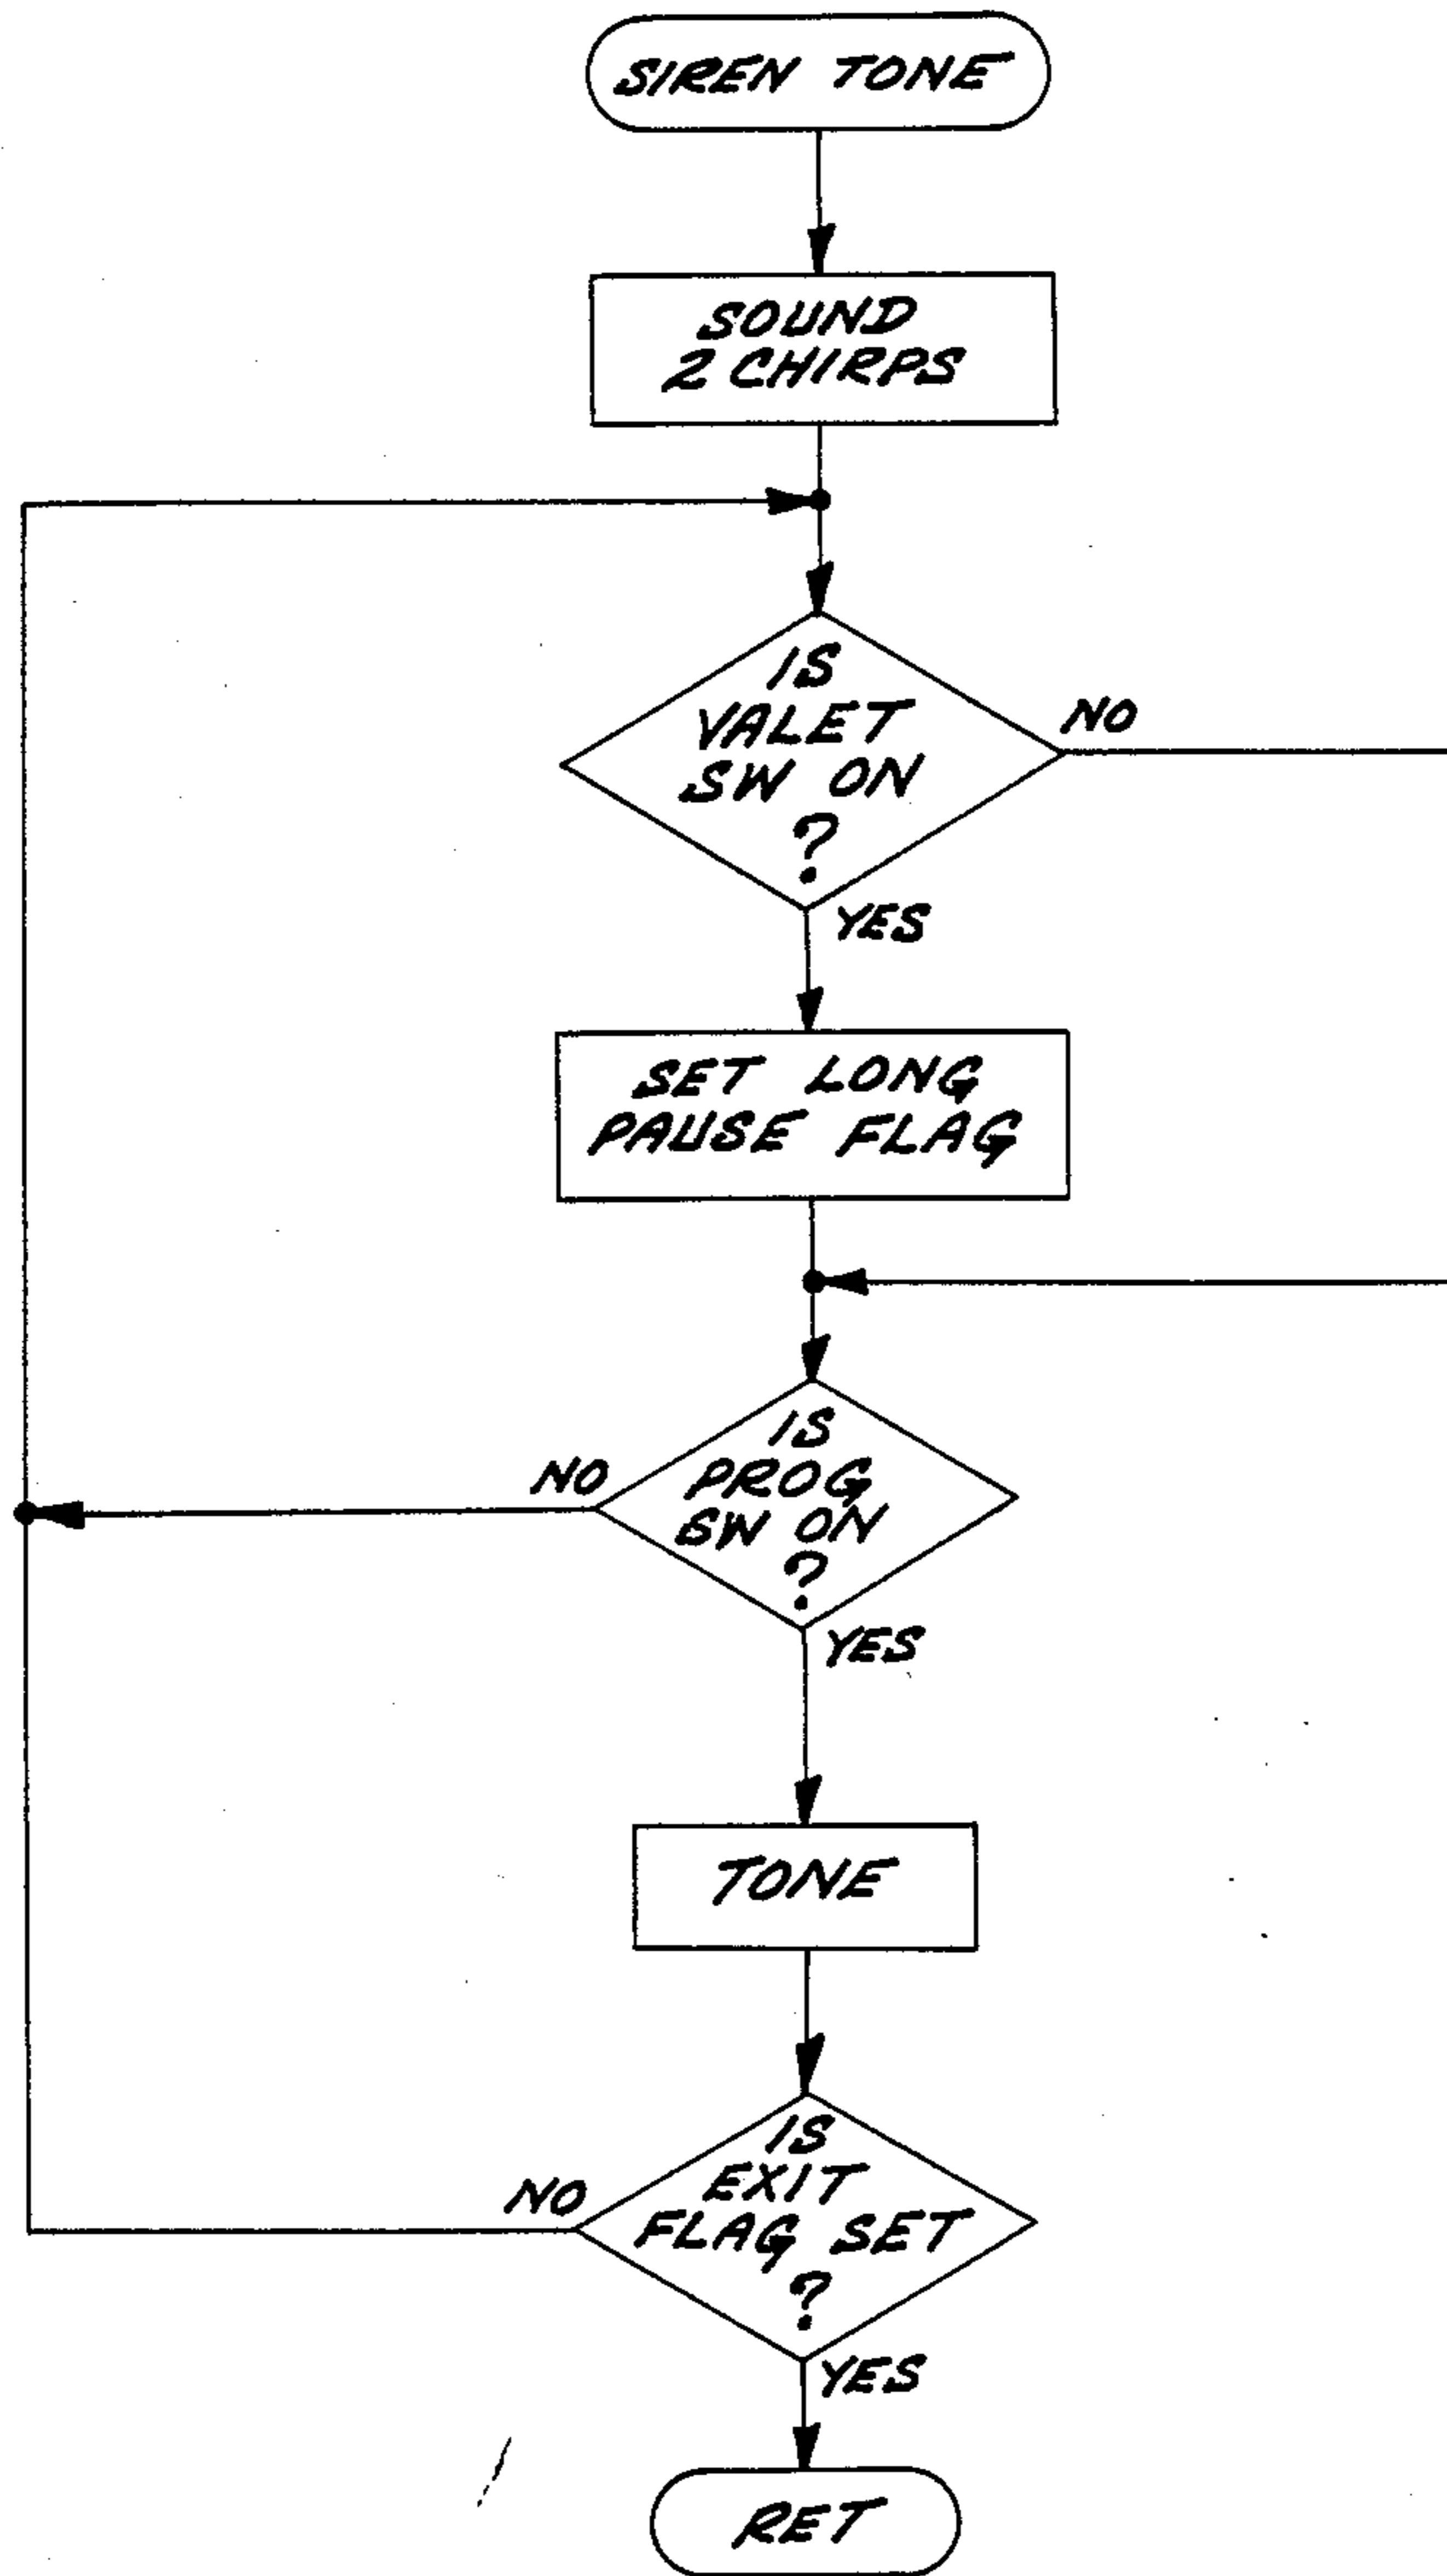 SIREN TONE
SOUND
2 CHIRPS
IS
VALET
SW ON
?
NO
YES
SET LONG
PAUSE FLAG
IS
PROG
SW ON
?
NO
YES
TONE
IS
EXIT
FLAG SET
?
NO
YES
RET